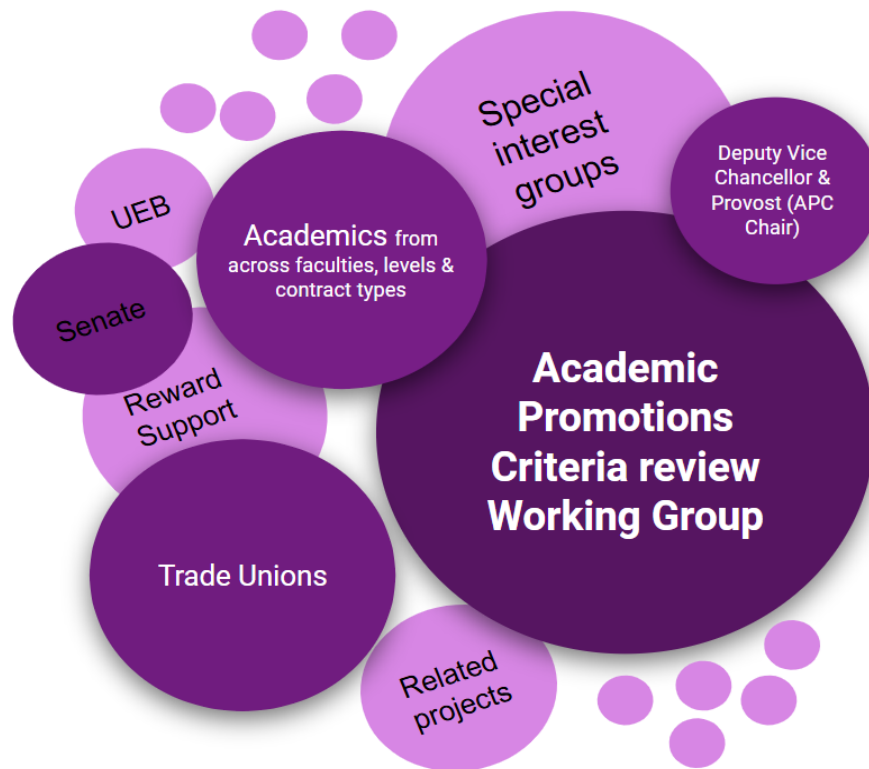 Special
interest
groups
Deputy Vice
Chancellor &
Provost (APC
Chair)
UEB
Academics from
across faculties, levels &
contract types
Senate
Reward
Support
Academic
Promotions
Criteria review
Working Group
Trade Unions
Related
projects